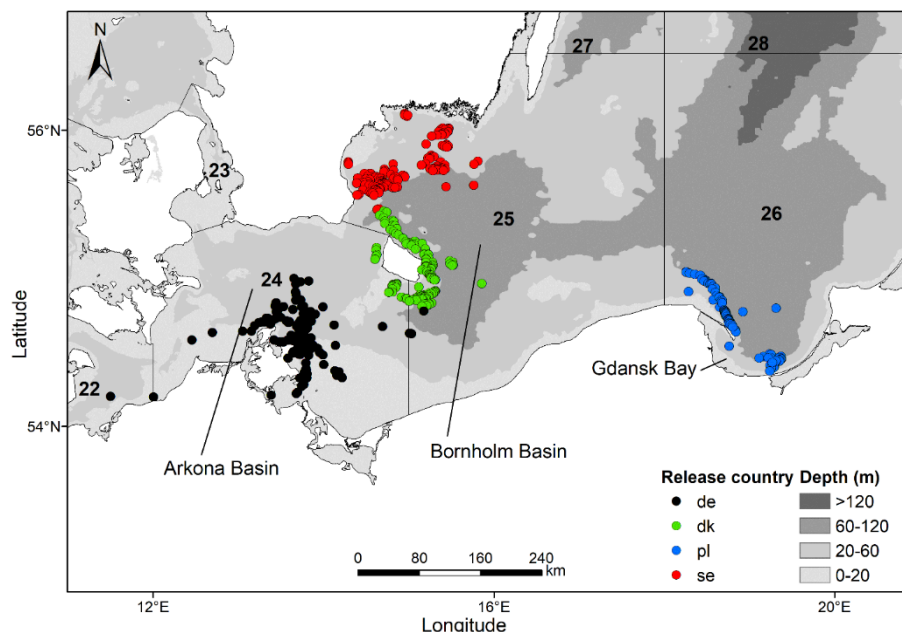 N
27
28
56°N
23
25
26
24
Latitude
22
Gdansk Bay
54°N
Arkona Basin
Bornholm Basin
Release country Depth (m)
de >120
dk 60-120
pl 20-60
se 0-20
0 80 160 240
km
12°E 16°E 20°E
Longitude